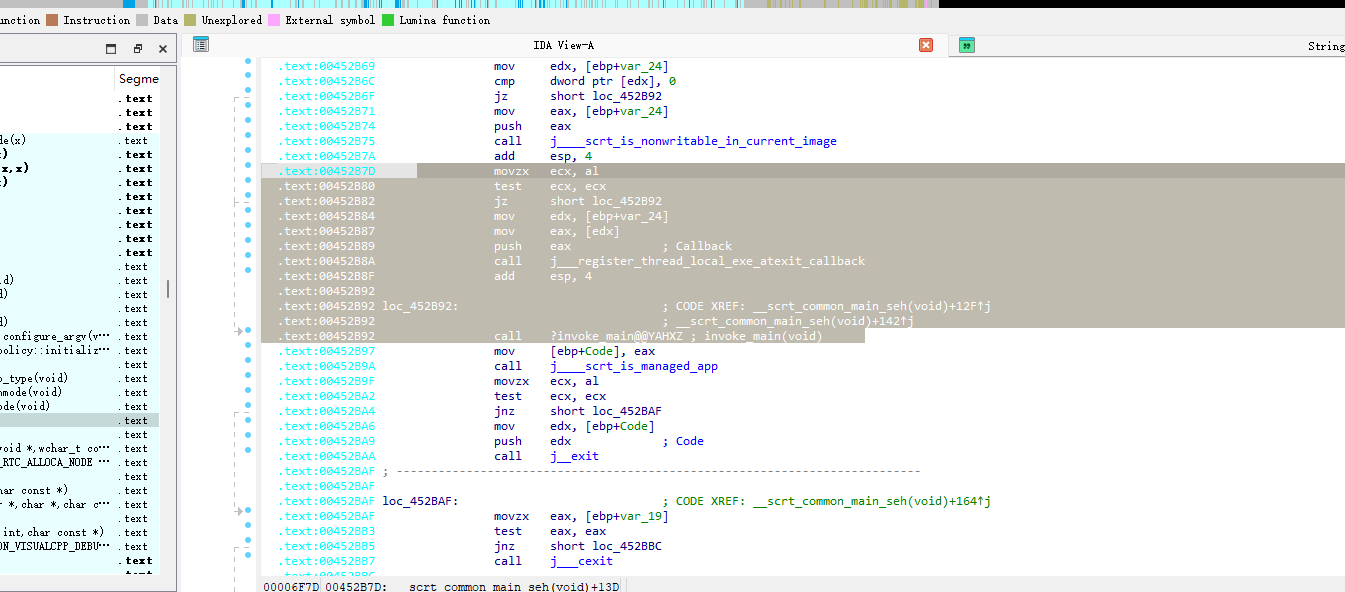 unction Instruction Data Unexplored External symbol Lumina function
IDA View-A
String
Segme
.text
.text
.text
de(x) .text
) .text
x,x) .text
) .text
.text
.text
.text
.text
.text
.text
id) .text
d) .text
.text
d) .text
configure_argv(v… .text
policy::initializ… .text
.text
o_type(void) .text
nmode(void) .text
ode(void) .text
.text
.text
void *,wchar_t co… .text
_RTC_ALLOCA_NODE … .text
.text
har const *) .text
r *,char *,char c… .text
.text
int,char const *) .text
ON_VISUALCPP_DEBU… .text
.text
.text:00452B69 mov edx, [ebp+var_24]
.text:00452B6C cmp dword ptr [edx], 0
.text:00452B6F jz short loc_452B92
.text:00452B71 mov eax, [ebp+var_24]
.text:00452B74 push eax
.text:00452B75 call j____scrt_is_nonwritable_in_current_image
.text:00452B7A add esp, 4
.text:00452B7D movzx ecx, al
.text:00452B80 test ecx, ecx
.text:00452B82 jz short loc_452B92
.text:00452B84 mov edx, [ebp+var_24]
.text:00452B87 mov eax, [edx]
.text:00452B89 push eax ; Callback
.text:00452B8A call j___register_thread_local_exe_atexit_callback
.text:00452B8F add esp, 4
.text:00452B92
.text:00452B92 loc_452B92: ; CODE XREF: __scrt_common_main_seh(void)+12F↑j
.text:00452B92 ; __scrt_common_main_seh(void)+142↑j
.text:00452B92 call ?invoke_main@@YAHXZ ; invoke_main(void)
.text:00452B97 mov [ebp+Code], eax
.text:00452B9A call j____scrt_is_managed_app
.text:00452B9F movzx ecx, al
.text:00452BA2 test ecx, ecx
.text:00452BA4 jnz short loc_452BAF
.text:00452BA6 mov edx, [ebp+Code]
.text:00452BA9 push edx ; Code
.text:00452BAA call j__exit
.text:00452BAF ; ---------------------------------------------------------------------------
.text:00452BAF
.text:00452BAF loc_452BAF: ; CODE XREF: __scrt_common_main_seh(void)+164↑j
.text:00452BAF movzx eax, [ebp+var_19]
.text:00452BB3 test eax, eax
.text:00452BB5 jnz short loc_452BBC
.text:00452BB7 call j___cexit
00006F7D 00452B7D: __scrt_common_main_seh(void)+13D